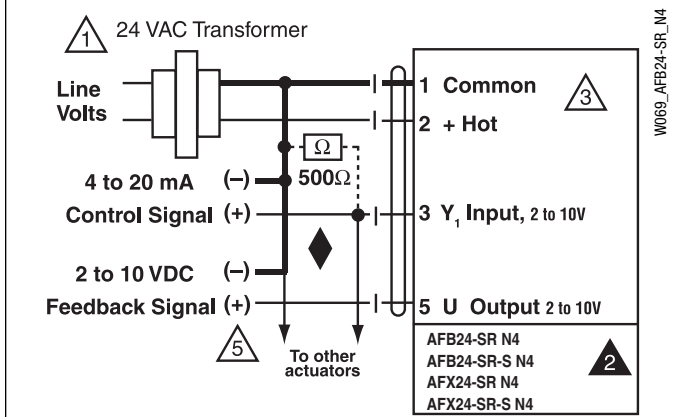 1
24 VAC Transformer
Line
Volts
1 Common
3
2 + Hot
Ω
500Ω
4 to 20 mA (–)
Control Signal (+)
3 Y1 Input, 2 to 10V
2 to 10 VDC (–)
Feedback Signal (+)
5 U Output 2 to 10V
5
To other
actuators
AFB24-SR N4
AFB24-SR-S N4
AFX24-SR N4
AFX24-SR-S N4
2
W069_AFB24-SR_N4